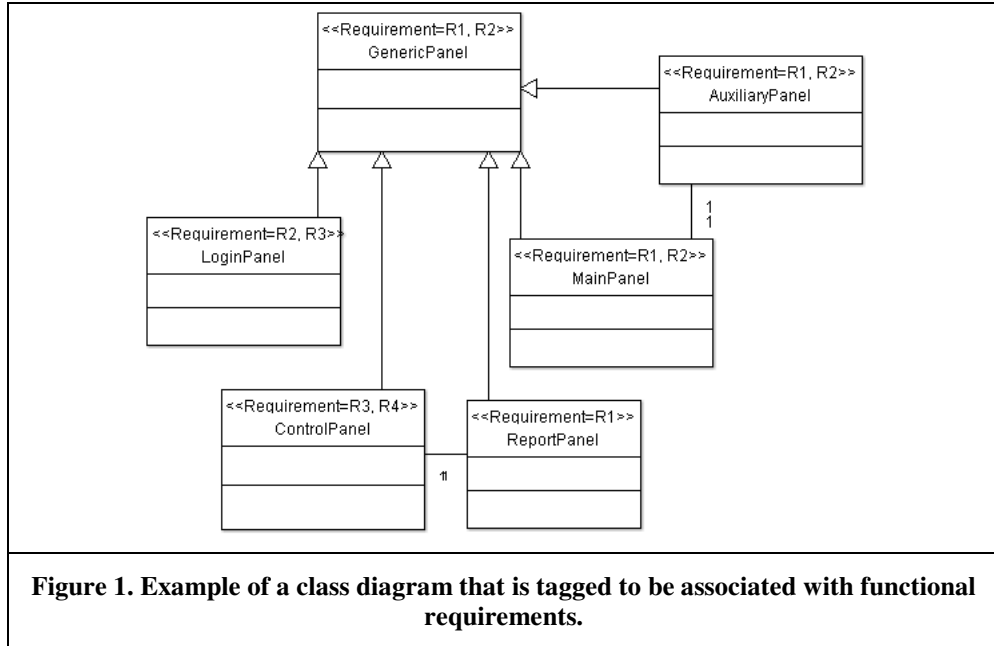 <<Requirement=R1, R2>>
GenericPanel
<<Requirement=R1, R2>>
AuxiliaryPanel
1
1
<<Requirement=R2, R3>>
LoginPanel
<<Requirement=R1, R2>>
MainPanel
<<Requirement=R3, R4>>
ControlPanel
<<Requirement=R1>>
ReportPanel
11
Figure 1. Example of a class diagram that is tagged to be associated with functional
requirements.